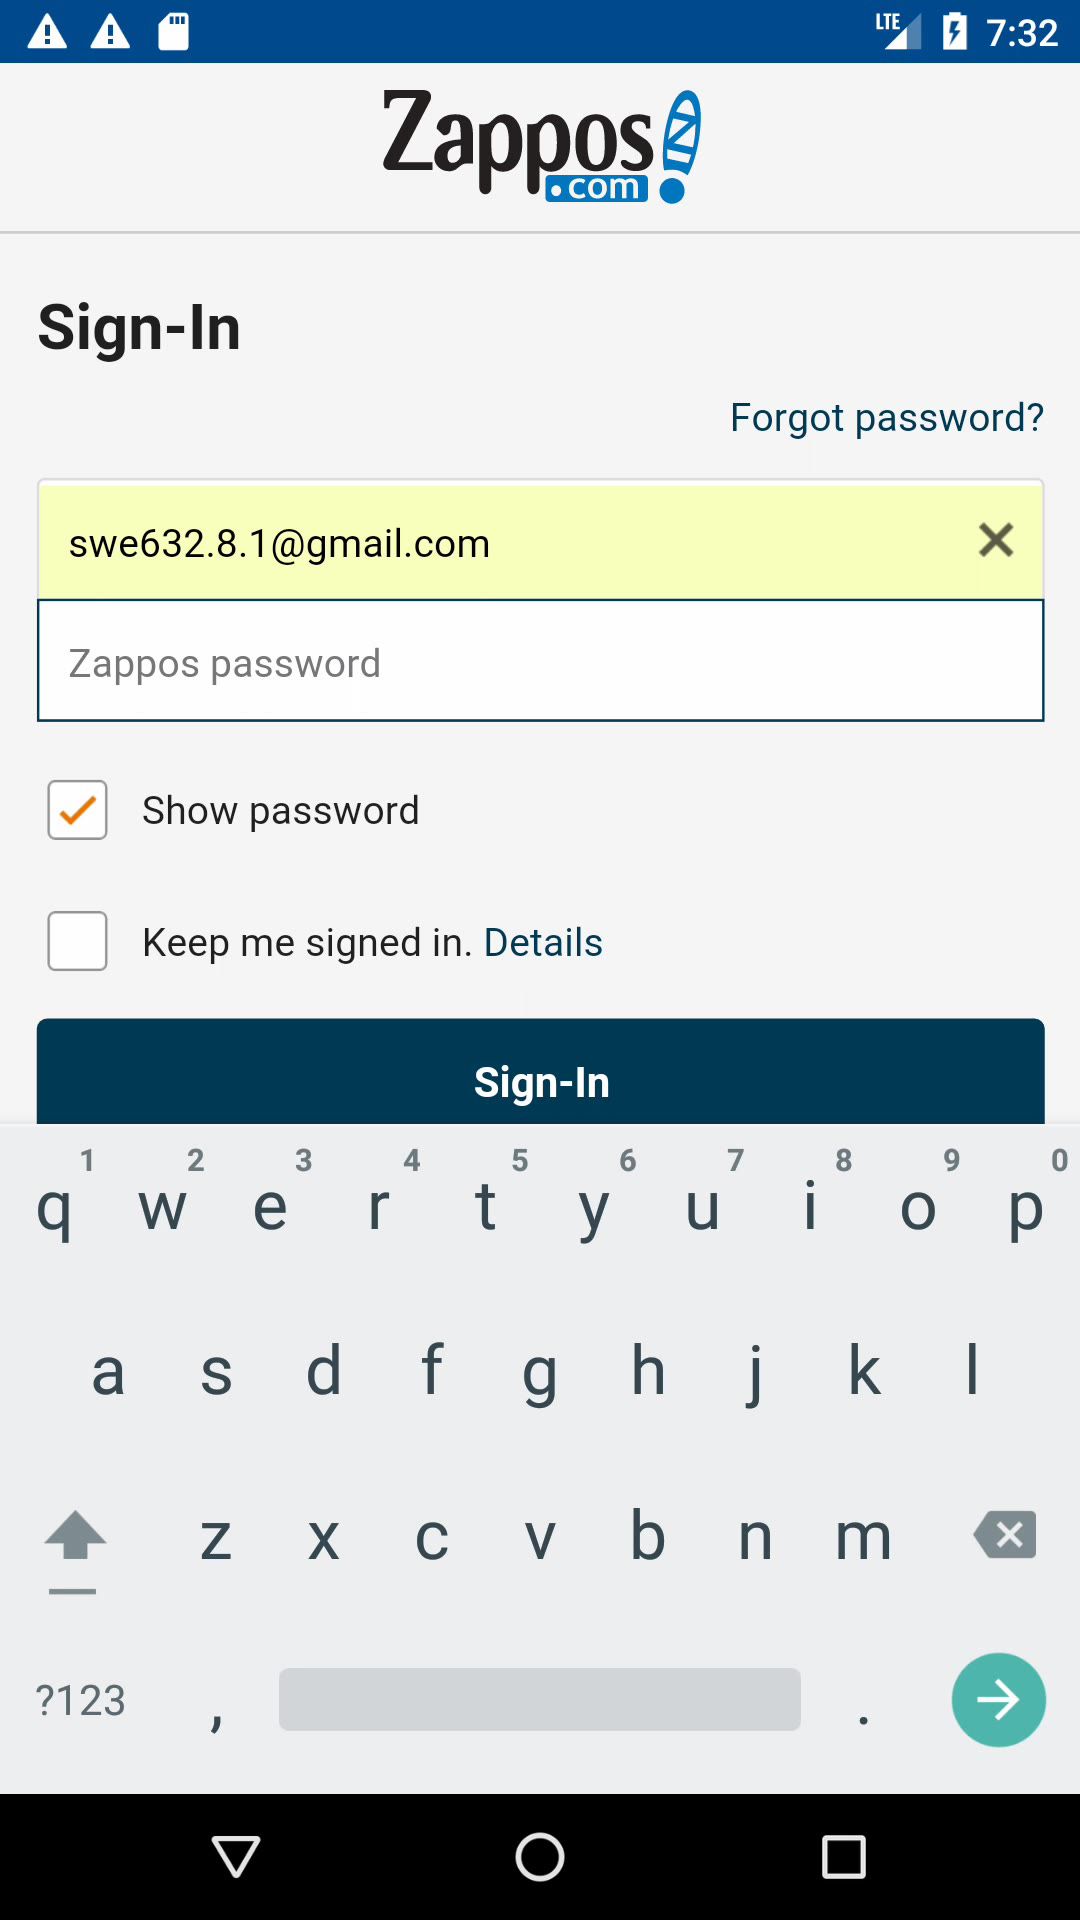 LTE 7:32
Zappos
.com
Sign-In
Forgot password?
swe632.8.1@gmail.com
Zappos password
Show password
Keep me signed in. Details
Sign-In
1 2 3 4 5 6 7 8 9 0
q w e r t y u i o p
a s d f g h j k l
z x c v b n m
?123 , .